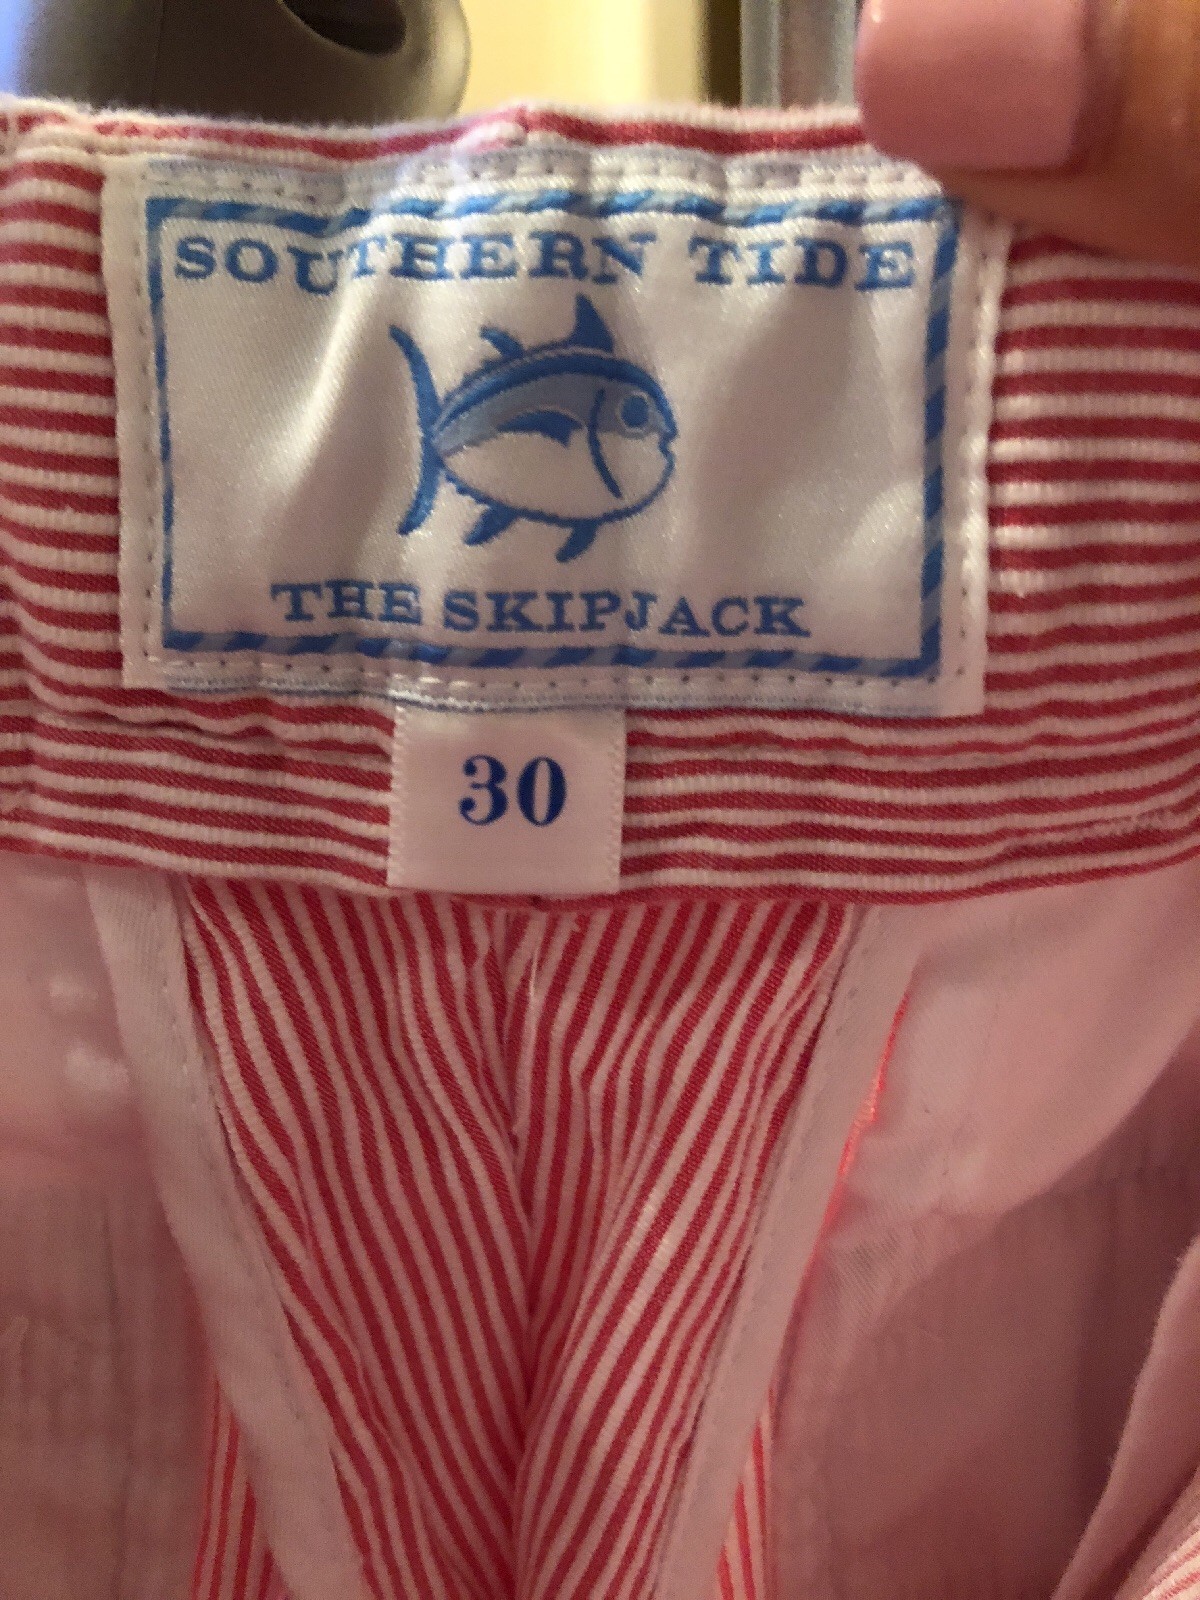 SOUTHERN TIDE
THE SKIPJACK
30